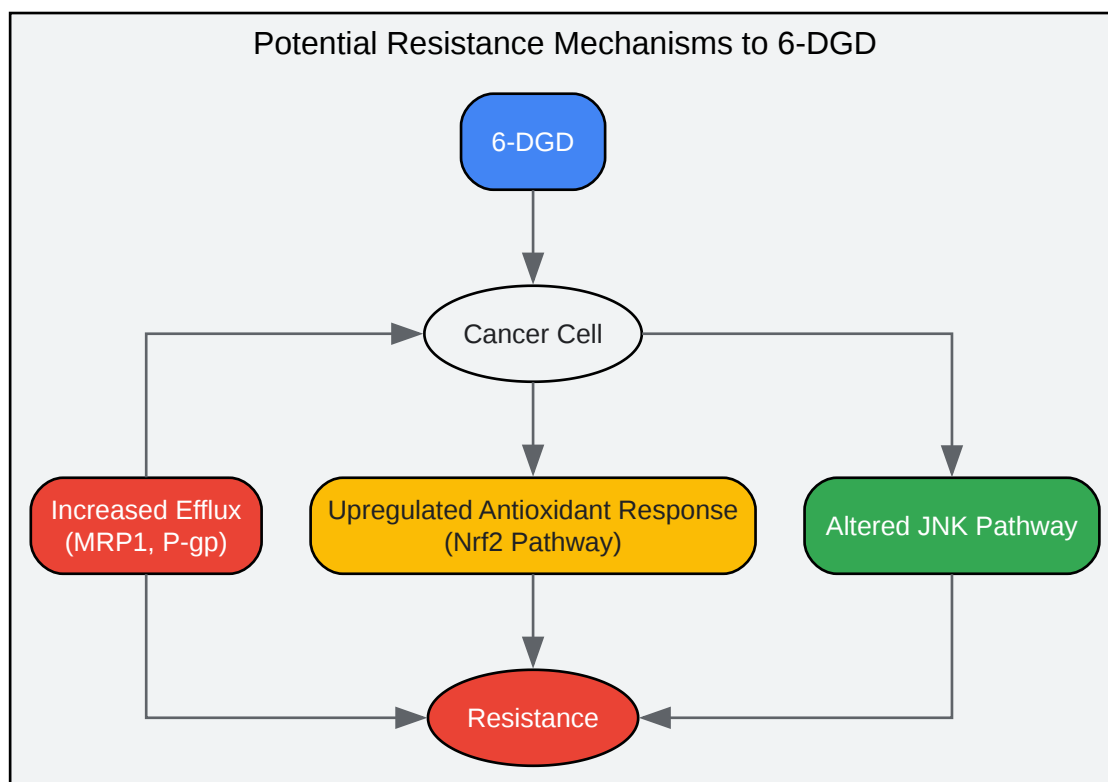 Potential Resistance Mechanisms to 6-DGD
6-DGD
Cancer Cell
Increased Efflux
(MRP1, P-gp)
Upregulated Antioxidant Response
(Nrf2 Pathway)
Altered JNK Pathway
Resistance